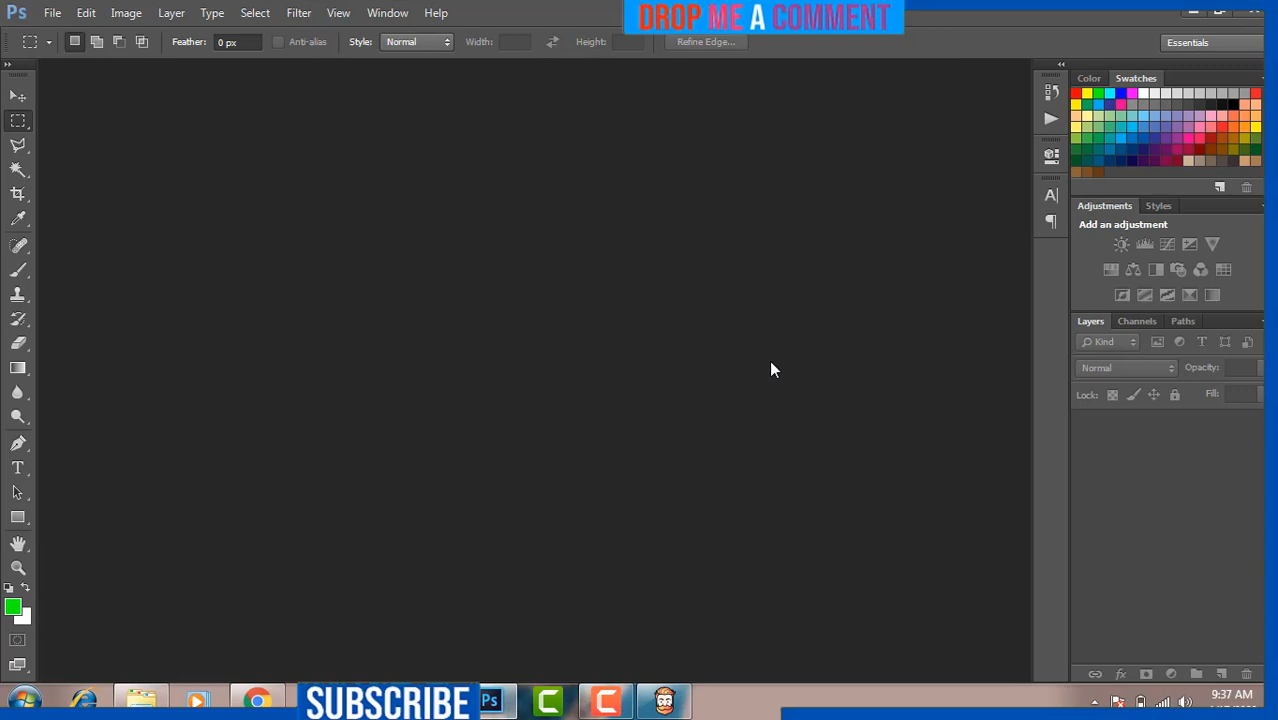 Ps File Edit Image Layer Type Select Filter View Window Help
DROP ME A COMMENT
Feather: 0 px Anti-alias Style: Normal Width: Height: Refine Edge... Essentials
Color Swatches
Adjustments Styles
Add an adjustment
Layers Channels Paths
Kind
Normal Opacity:
Lock: Fill:
SUBSCRIBE
Ps
9:37 AM